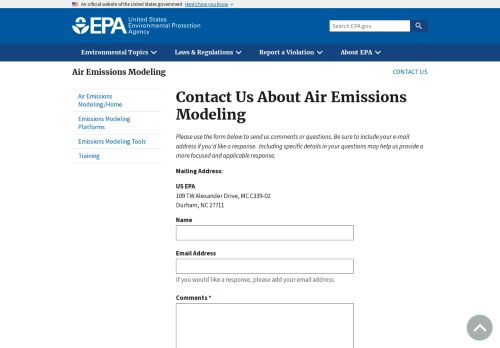 An official website of the United States government Here's how you know
EPA United States
Environmental Protection
Agency
Search EPA.gov
Environmental Topics
Laws & Regulations
Report a Violation
About EPA
Air Emissions Modeling
CONTACT US
Air Emissions
Modeling/Home
Emissions Modeling
Platforms
Emissions Modeling Tools
Training
Contact Us About Air Emissions
Modeling
Please use the form below to send us comments or questions. Be sure to include your e-mail
address if you'd like a response. Including specific details in your questions may help us provide a
more focused and applicable response.
Mailing Address:
US EPA
109 TW Alexander Drive, MC C339-02
Durham, NC 27711
Name
Email Address
If you would like a response, please add your email address.
Comments *